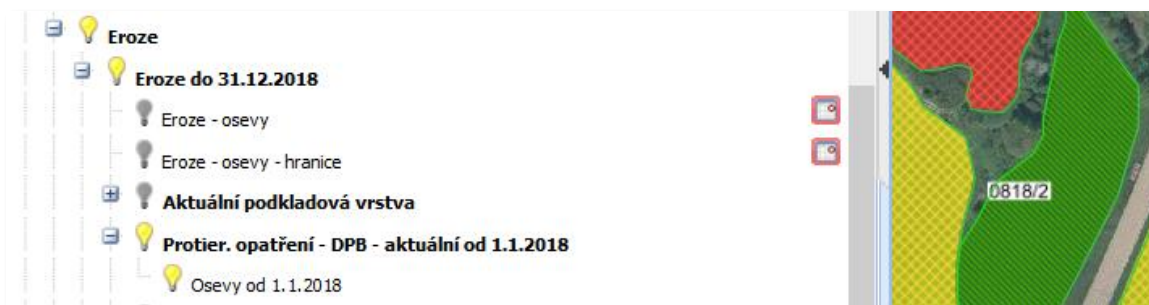 Eroze
Eroze do 31.12.2018
Eroze - osevy
Eroze - osevy - hranice
Aktuální podkladová vrstva
Protier. opatření - DPB - aktuální od 1.1.2018
Osevy od 1.1.2018
0818/2